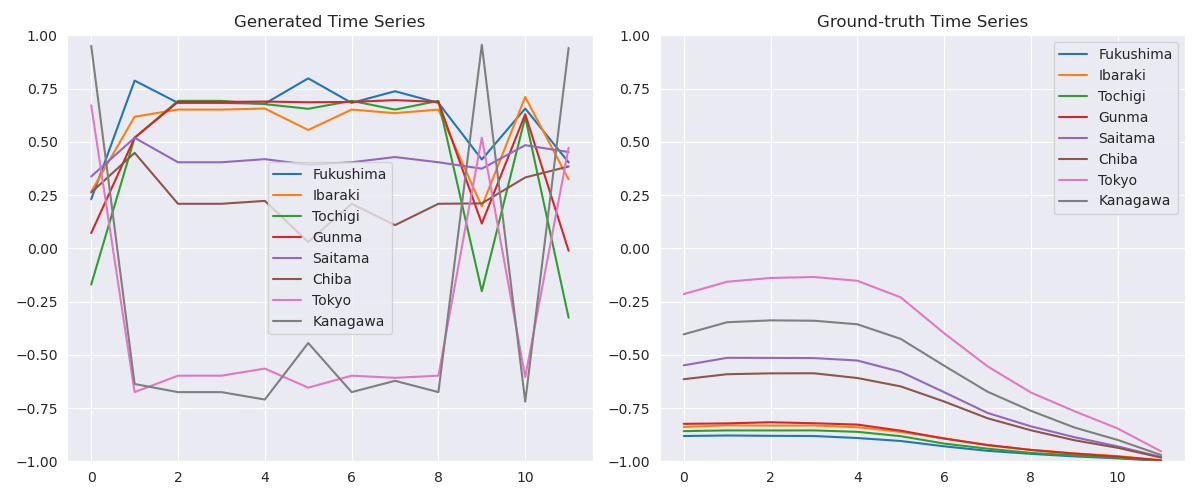 Generated Time Series
1.00
0.75
0.50
0.25
0.00
−0.25
−0.50
−0.75
−1.00
0 2 4 6 8 10
Fukushima
Ibaraki
Tochigi
Gunma
Saitama
Chiba
Tokyo
Kanagawa
Ground-truth Time Series
1.00
0.75
0.50
0.25
0.00
−0.25
−0.50
−0.75
−1.00
0 2 4 6 8 10
Fukushima
Ibaraki
Tochigi
Gunma
Saitama
Chiba
Tokyo
Kanagawa